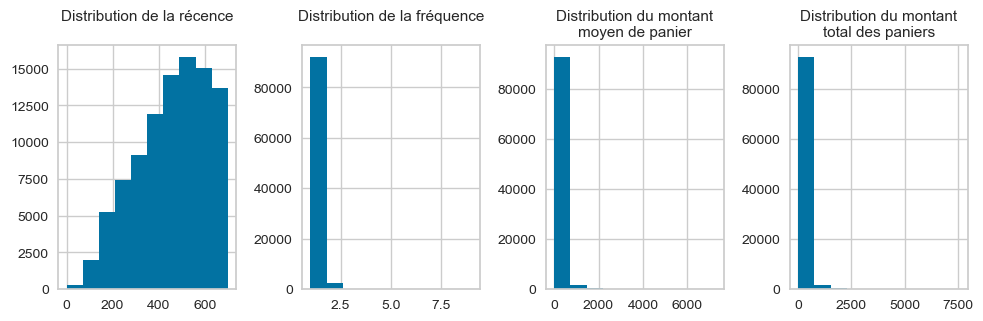 Distribution de la récence
15000
12500
10000
7500
5000
2500
0
0 200 400 600
Distribution de la fréquence
80000
60000
40000
20000
0
2.5 5.0 7.5
Distribution du montant
moyen de panier
80000
60000
40000
20000
0
0 2000 4000 6000
Distribution du montant
total des paniers
80000
60000
40000
20000
0
0 2500 5000 7500